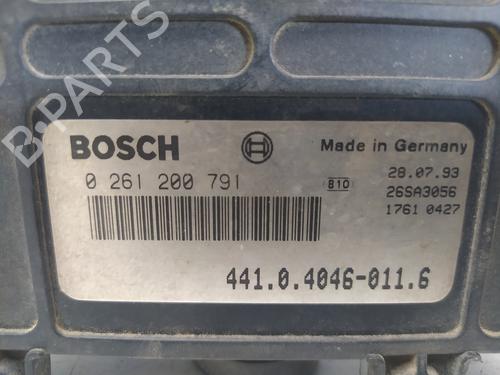 B-PARTS
BOSCH
Made in Germany
0 261 200 791
810
28.07.93
26SA3056
1761 0427
441.0.4046-011.6